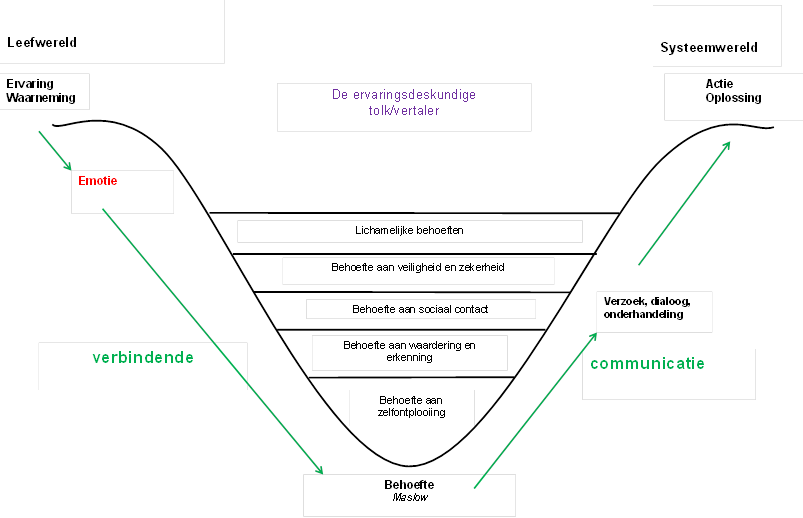 Leefwereld
Systeemwereld
Ervaring
Waarneming
De ervaringsdeskundige
tolk/vertaler
Actie
Oplossing
Emotie
Lichamelijke behoeften
Behoefte aan veiligheid en zekerheid
Behoefte aan sociaal contact
Verzoek, dialoog,
onderhandeling
Behoefte aan waardering en
erkenning
verbindende
communicatie
Behoefte aan
zelfontplooiing
Behoefte
Maslow